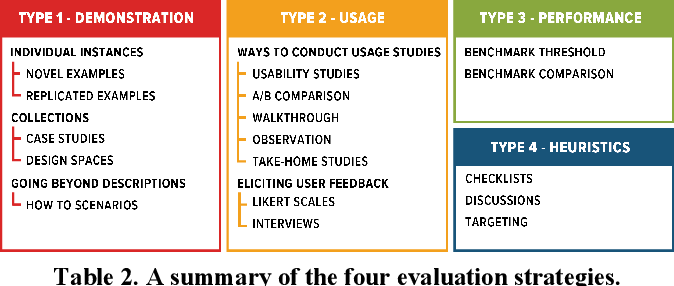 TYPE 1 - DEMONSTRATION
INDIVIDUAL INSTANCES
NOVEL EXAMPLES
REPLICATED EXAMPLES
COLLECTIONS
CASE STUDIES
DESIGN SPACES
GOING BEYOND DESCRIPTIONS
HOW TO SCENARIOS
TYPE 2 - USAGE
WAYS TO CONDUCT USAGE STUDIES
USABILITY STUDIES
A/B COMPARISON
WALKTHROUGH
OBSERVATION
TAKE-HOME STUDIES
ELICITING USER FEEDBACK
LIKERT SCALES
INTERVIEWS
TYPE 3 - PERFORMANCE
BENCHMARK THRESHOLD
BENCHMARK COMPARISON
TYPE 4 - HEURISTICS
CHECKLISTS
DISCUSSIONS
TARGETING
Table 2. A summary of the four evaluation strategies.